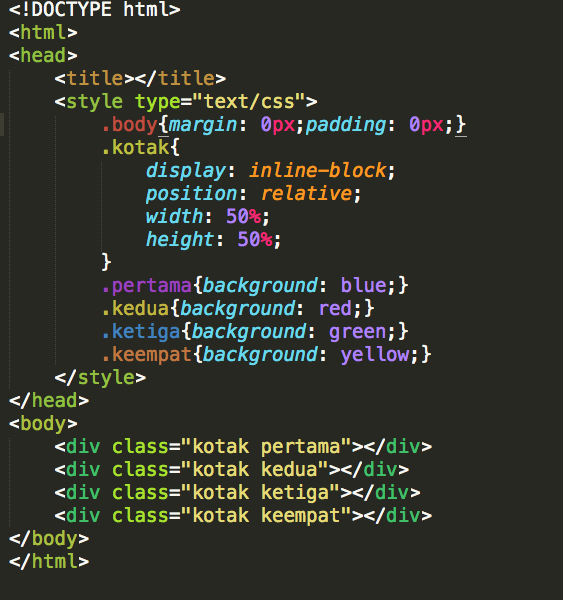 <!DOCTYPE html>
<html>
<head>
    <title></title>
    <style type="text/css">
        .body{margin: 0px;padding: 0px;}
        .kotak{
            display: inline-block;
            position: relative;
            width: 50%;
            height: 50%;
        }
        .pertama{background: blue;}
        .kedua{background: red;}
        .ketiga{background: green;}
        .keempat{background: yellow;}
    </style>
</head>
<body>
    <div class="kotak pertama"></div>
    <div class="kotak kedua"></div>
    <div class="kotak ketiga"></div>
    <div class="kotak keempat"></div>
</body>
</html>